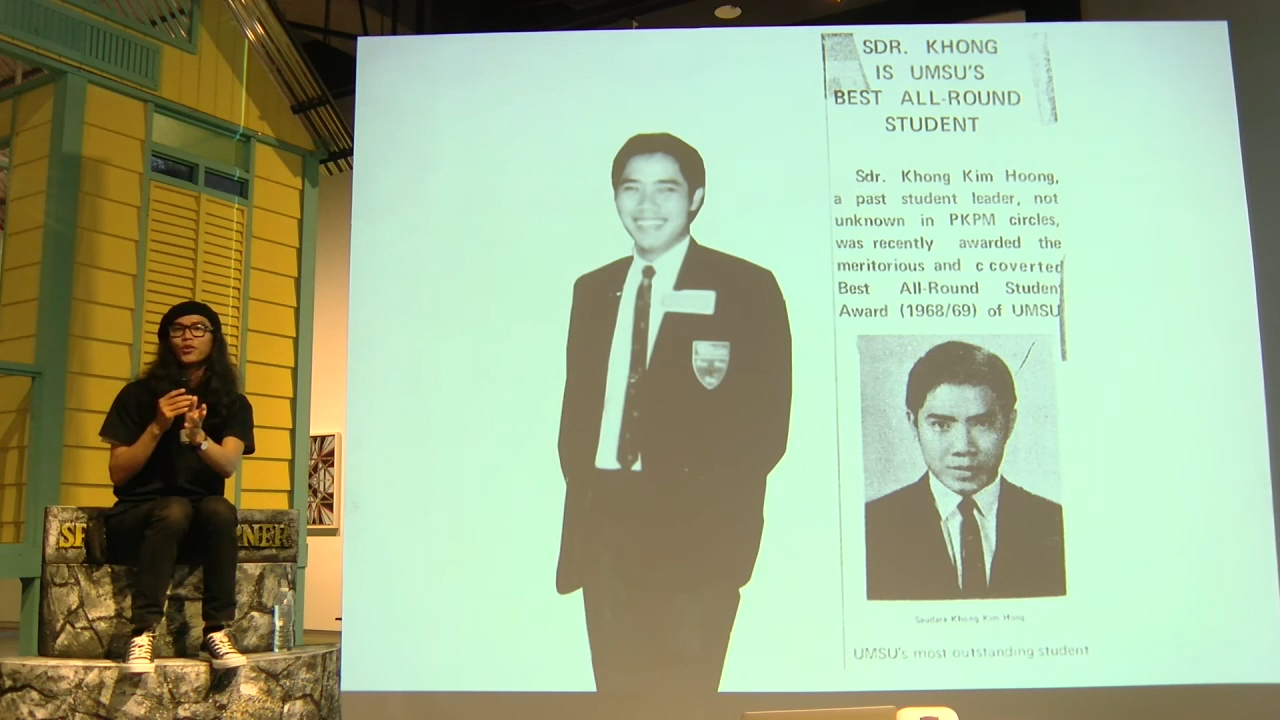 SDR. KHONG
IS UMSU'S
BEST ALL-ROUND
STUDENT
Sdr. Khong Kim Hoong,
a past student leader, not
unknown in PKPM circles,
was recently awarded the
meritorious and c coverted
Best All-Round Studen
Award (1968/69) of UMSU
Saudara Khong Kim Hong
UMSU's most outstanding student